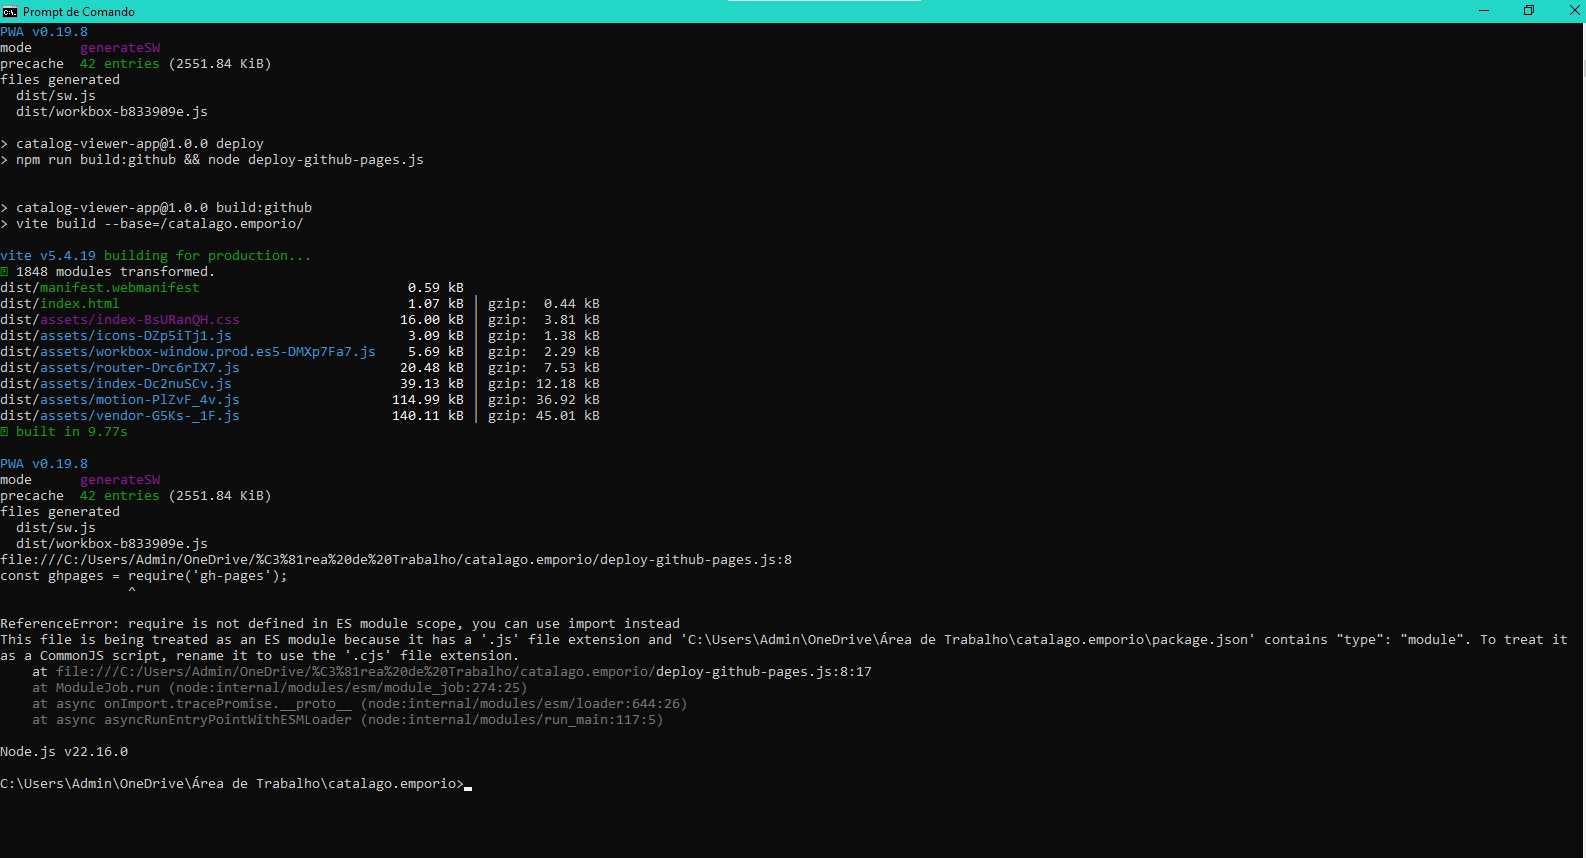 Prompt de Comando
PWA v0.19.8
mode      generateSW
precache  42 entries (2551.84 KiB)
files generated
  dist/sw.js
  dist/workbox-b833909e.js
> catalog-viewer-app@1.0.0 deploy
> npm run build:github && node deploy-github-pages.js
> catalog-viewer-app@1.0.0 build:github
> vite build --base=/catalago.emporio/
vite v5.4.19 building for production...
1848 modules transformed.
dist/manifest.webmanifest                          0.59 kB
dist/index.html                                    1.07 kB │ gzip:  0.44 kB
dist/assets/index-BsURanQH.css                    16.00 kB │ gzip:  3.81 kB
dist/assets/icons-DZp5iTj1.js                      3.09 kB │ gzip:  1.38 kB
dist/assets/workbox-window.prod.es5-DMXp7Fa7.js    5.69 kB │ gzip:  2.29 kB
dist/assets/router-Drc6rIX7.js                    20.48 kB │ gzip:  7.53 kB
dist/assets/index-Dc2nuSCv.js                     39.13 kB │ gzip: 12.18 kB
dist/assets/motion-PlZvF_4v.js                   114.99 kB │ gzip: 36.92 kB
dist/assets/vendor-G5Ks-_1F.js                   140.11 kB │ gzip: 45.01 kB
built in 9.77s
PWA v0.19.8
mode      generateSW
precache  42 entries (2551.84 KiB)
files generated
  dist/sw.js
  dist/workbox-b833909e.js
file:///C:/Users/Admin/OneDrive/%C3%81rea%20de%20Trabalho/catalago.emporio/deploy-github-pages.js:8
const ghpages = require('gh-pages');
                ^
ReferenceError: require is not defined in ES module scope, you can use import instead
This file is being treated as an ES module because it has a '.js' file extension and 'C:\Users\Admin\OneDrive\Área de Trabalho\catalago.emporio\package.json' contains "type": "module". To treat it
as a CommonJS script, rename it to use the '.cjs' file extension.
    at file:///C:/Users/Admin/OneDrive/%C3%81rea%20de%20Trabalho/catalago.emporio/deploy-github-pages.js:8:17
    at ModuleJob.run (node:internal/modules/esm/module_job:274:25)
    at async onImport.tracePromise.__proto__ (node:internal/modules/esm/loader:644:26)
    at async asyncRunEntryPointWithESMLoader (node:internal/modules/run_main:117:5)
Node.js v22.16.0
C:\Users\Admin\OneDrive\Área de Trabalho\catalago.emporio>